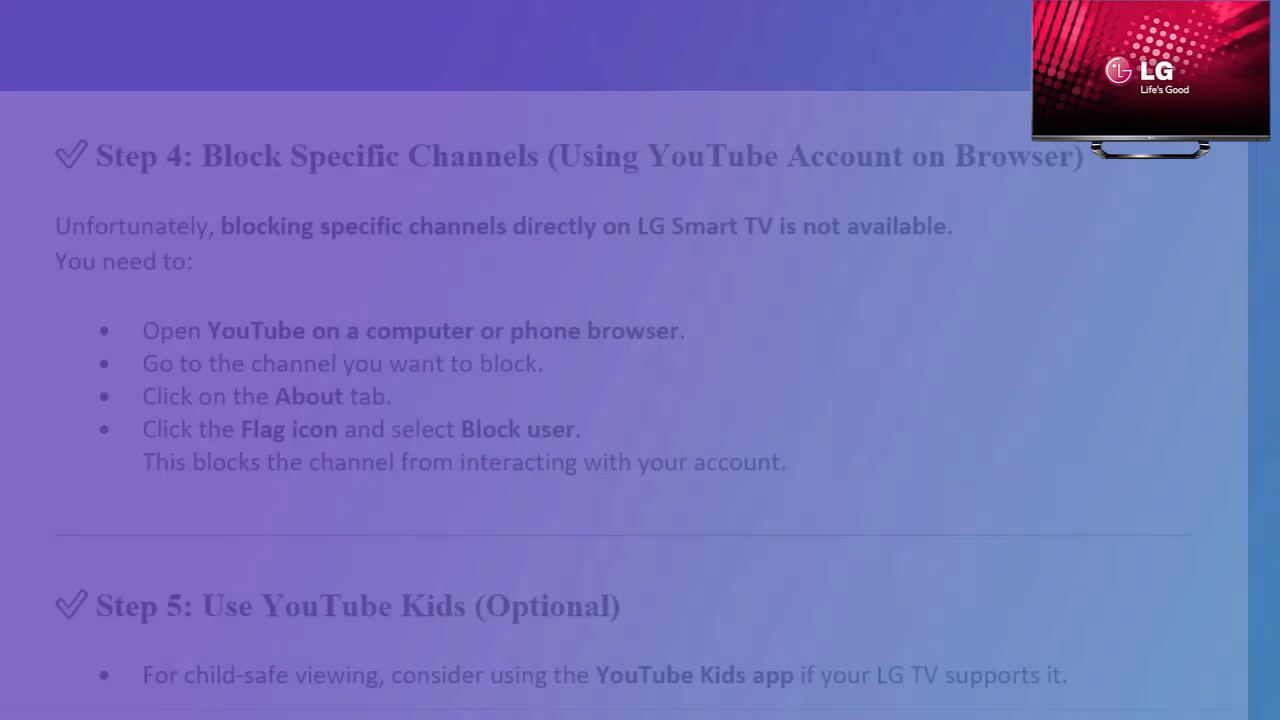 LG
Life's Good
✓ Step 4: Block Specific Channels (Using YouTube Account on Browser)
Unfortunately, blocking specific channels directly on LG Smart TV is not available.
You need to:
• Open YouTube on a computer or phone browser.
• Go to the channel you want to block.
• Click on the About tab.
• Click the Flag icon and select Block user.
This blocks the channel from interacting with your account.
✓ Step 5: Use YouTube Kids (Optional)
• For child-safe viewing, consider using the YouTube Kids app if your LG TV supports it.